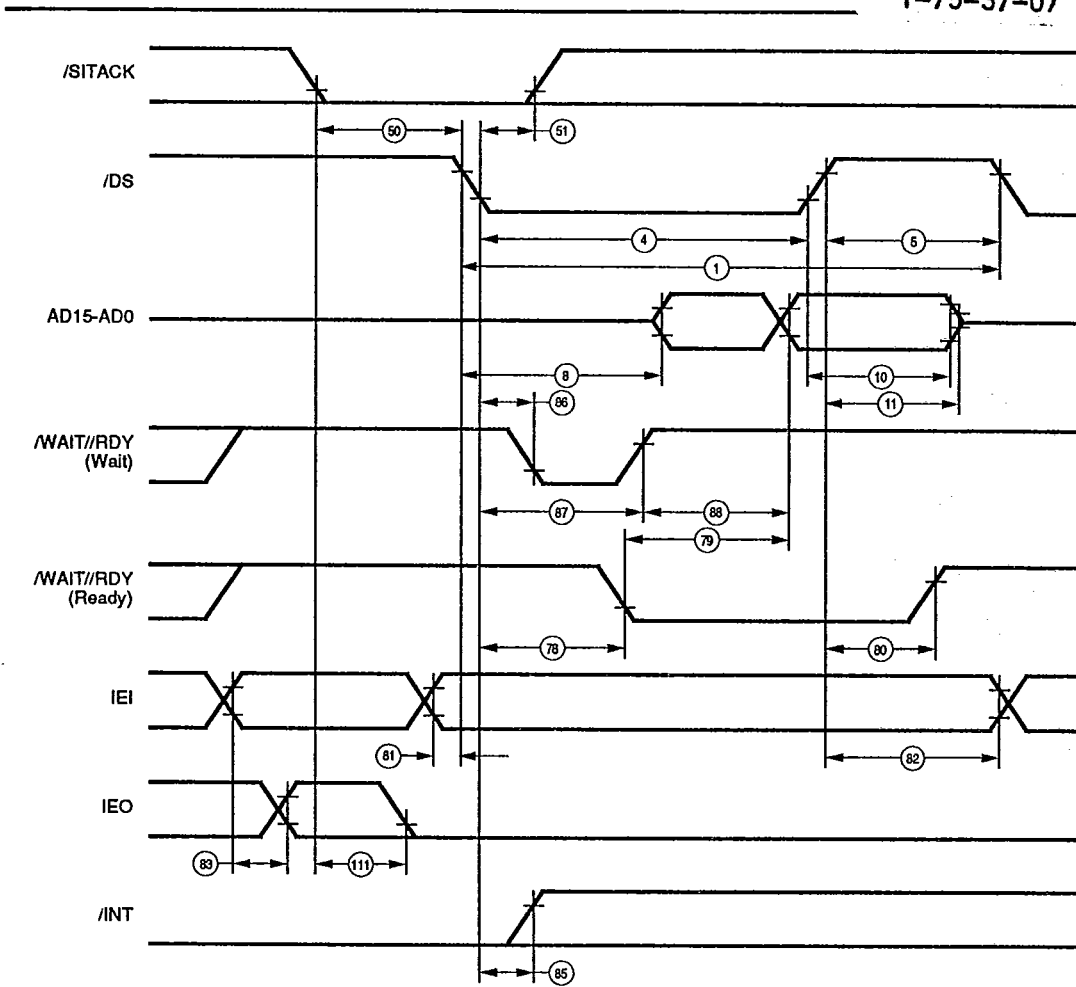 /SITACK
50
51
/DS
4
5
1
AD15-AD0
8
10
86
11
/WAIT//RDY
(Wait)
87
88
79
/WAIT//RDY
(Ready)
78
80
IEI
81
82
IEO
83
111
/INT
85